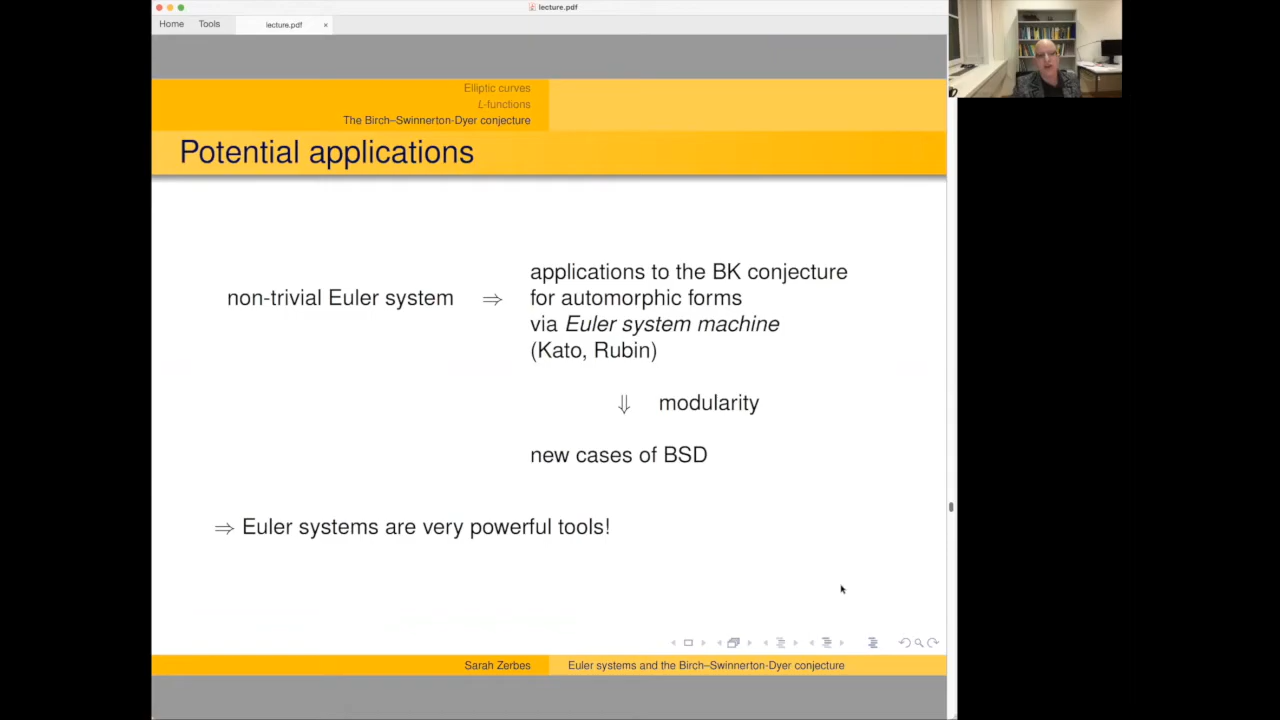 lecture.pdf
Home Tools lecture.pdf ×
Elliptic curves
L-functions
The Birch–Swinnerton-Dyer conjecture
Potential applications
applications to the BK conjecture
non-trivial Euler system ⇒ for automorphic forms
via Euler system machine
(Kato, Rubin)
⇓ modularity
new cases of BSD
⇒ Euler systems are very powerful tools!
Sarah Zerbes Euler systems and the Birch–Swinnerton-Dyer conjecture